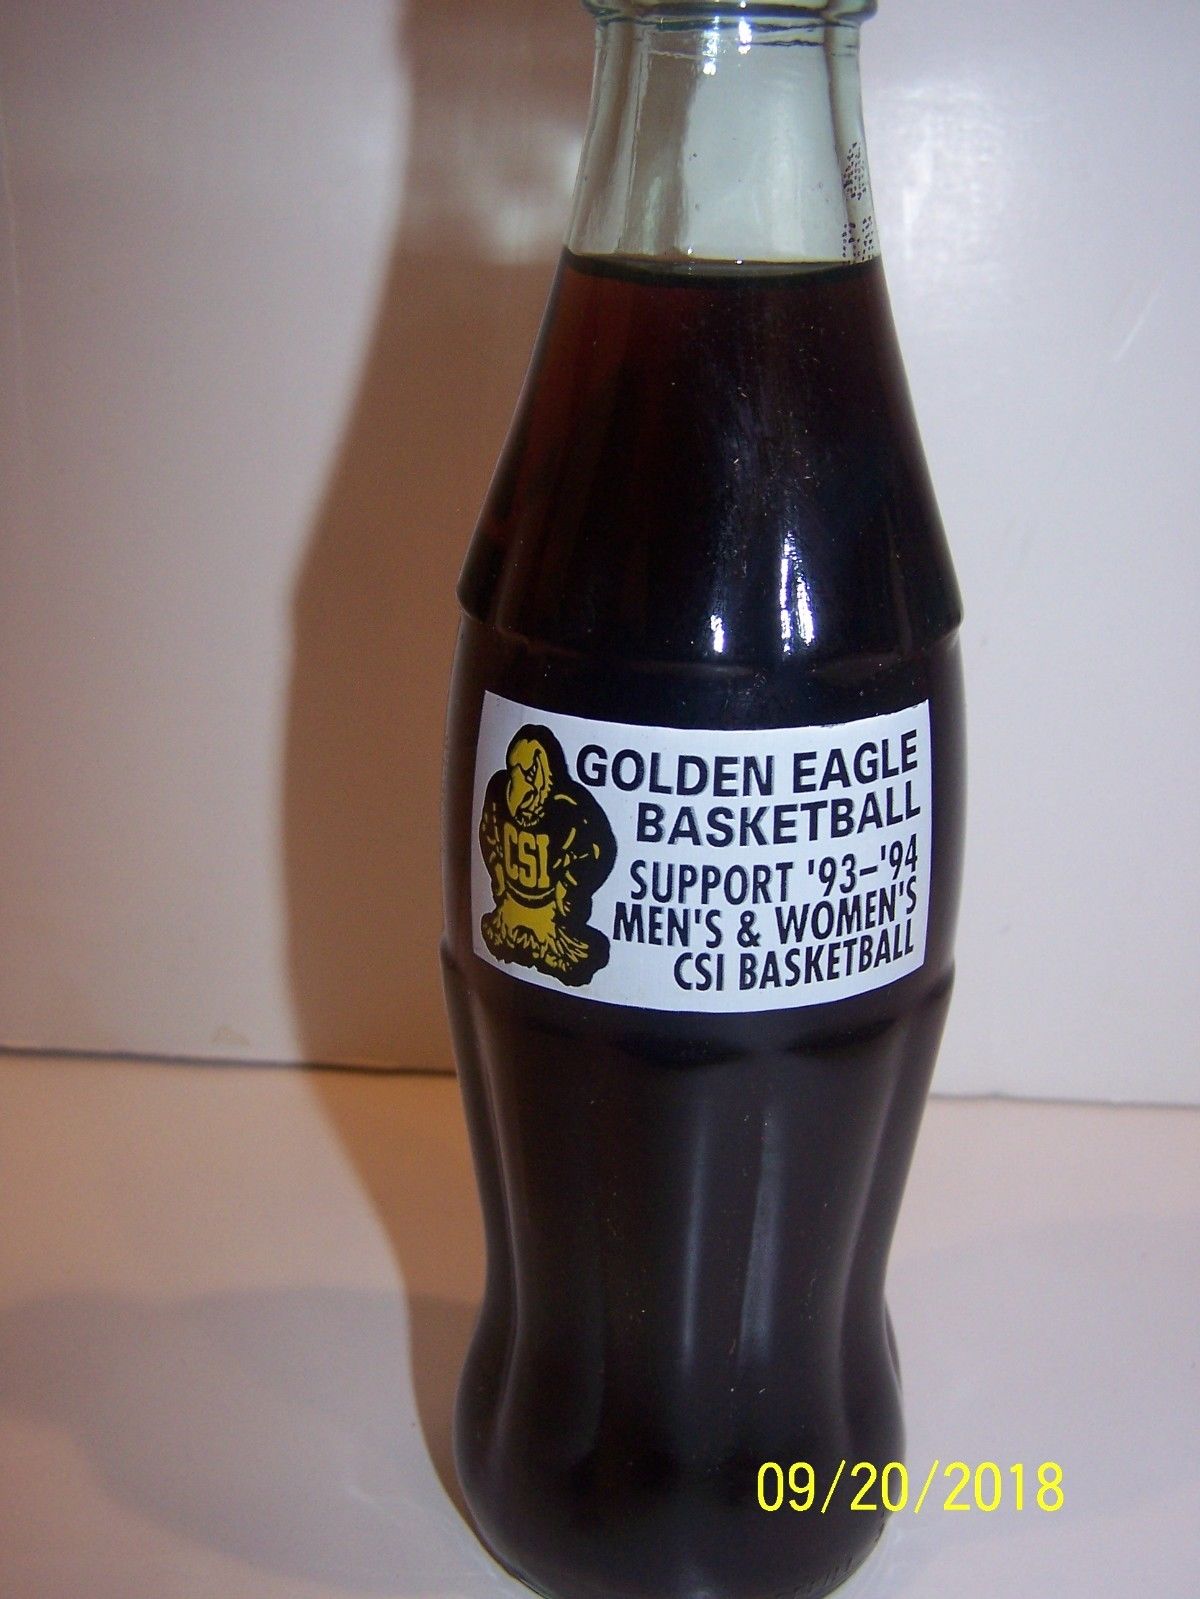 GOLDEN EAGLE
BASKETBALL
CSI
SUPPORT '93–'94
MEN'S & WOMEN'S
CSI BASKETBALL
09/20/2018